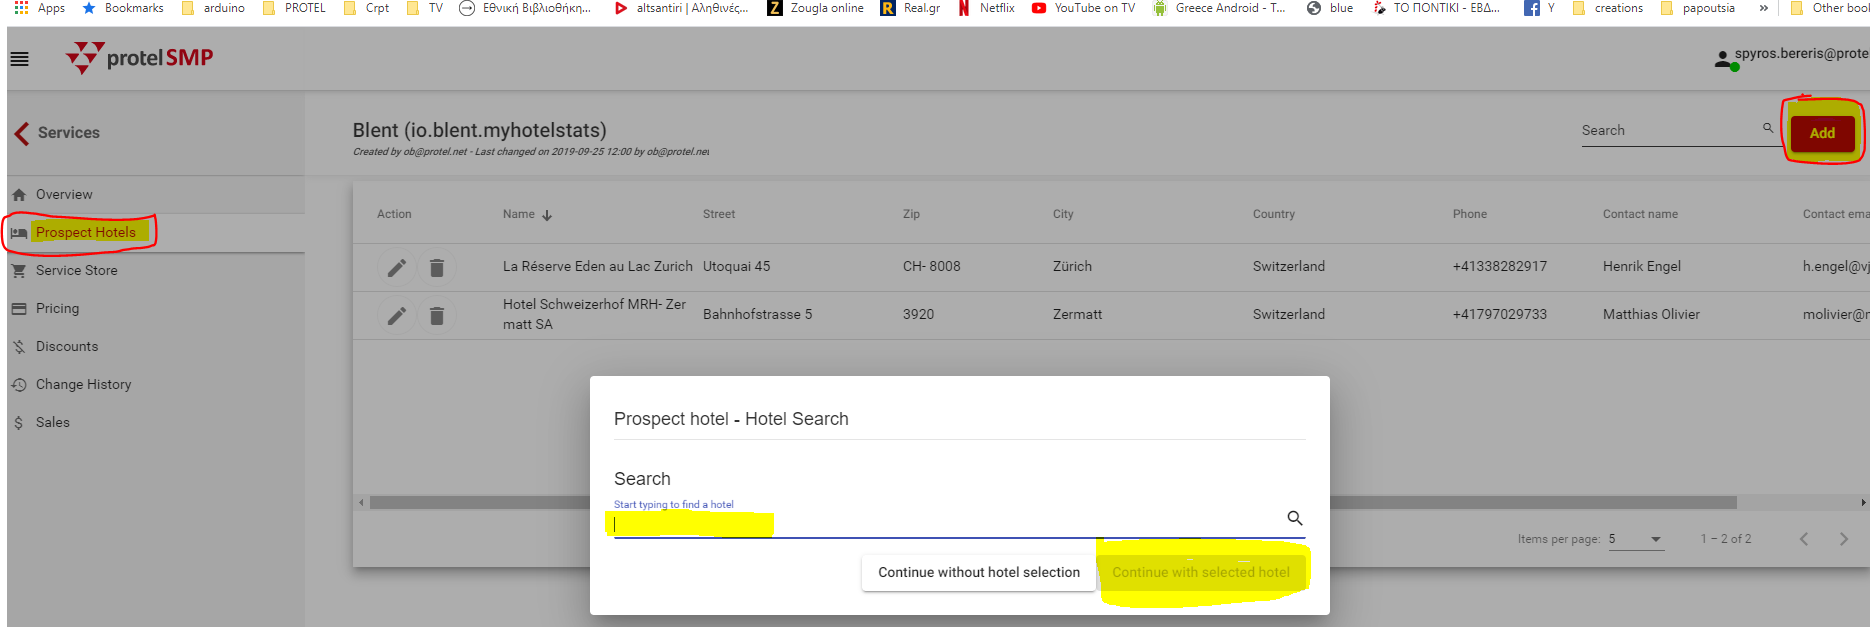 Apps Bookmarks arduino PROTEL Crpt TV Εθνική Βιβλιοθήκη... altsantiri | Αληθινές... Zougla online Real.gr Netflix YouTube on TV Greece Android - T... blue ΤΟ ΠΟΝΤΙΚΙ - ΕΒΔ... Y creations papoutsia » Other boo
protel SMP
spyros.bereris@prote
Services
Blent (io.blent.myhotelstats)
Created by ob@protel.net - Last changed on 2019-09-25 12:00 by ob@protel.net
Search
Add
Overview
Prospect Hotels
Service Store
Pricing
Discounts
Change History
Sales
Action Name Street Zip City Country Phone Contact name Contact ema
La Réserve Eden au Lac Zurich Utoquai 45 CH- 8008 Zürich Switzerland +41338282917 Henrik Engel h.engel@vj
Hotel Schweizerhof MRH- Zer
matt SA Bahnhofstrasse 5 3920 Zermatt Switzerland +41797029733 Matthias Olivier molivier@
Prospect hotel - Hotel Search
Search
Start typing to find a hotel
Continue without hotel selection Continue with selected hotel
Items per page: 5 1 – 2 of 2